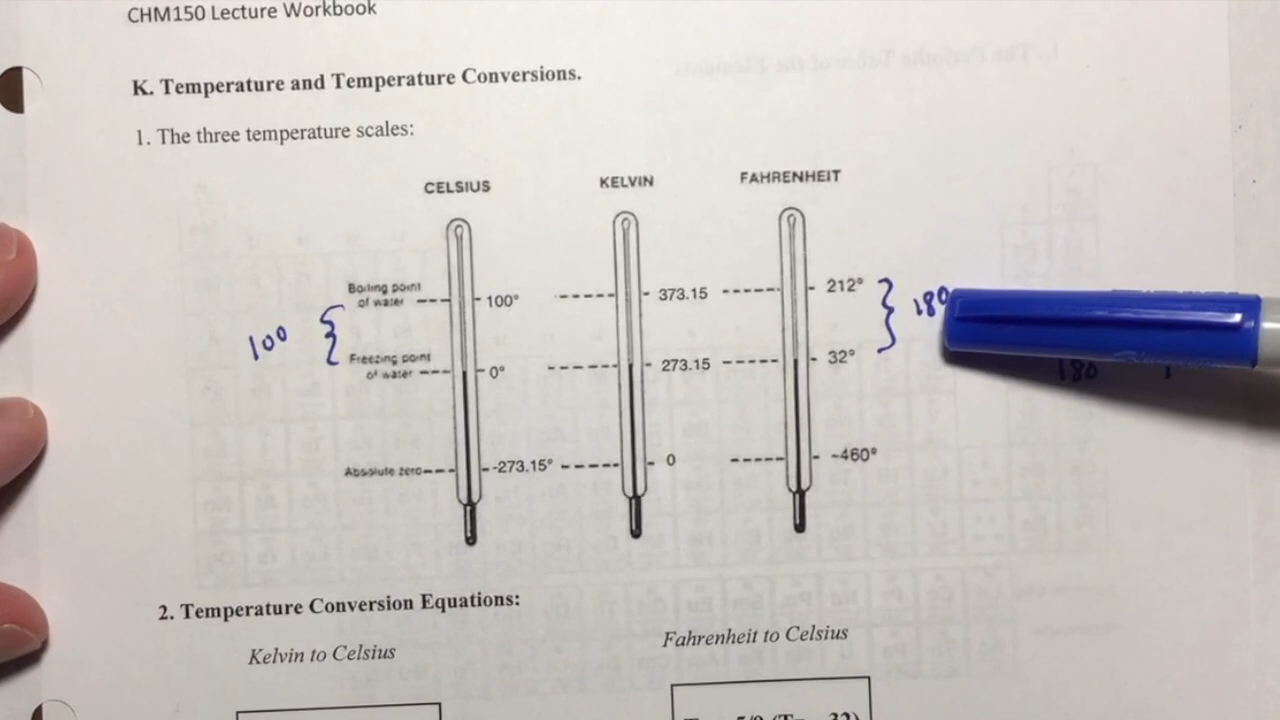 CHM150 Lecture Workbook
K. Temperature and Temperature Conversions.
1. The three temperature scales:
CELSIUS KELVIN FAHRENHEIT
Boiling point
of water 100° 373.15 212°
100 180
Freezing point
of water 0° 273.15 32°
180
Absolute zero -273.15° 0 -460°
2. Temperature Conversion Equations:
Kelvin to Celsius Fahrenheit to Celsius